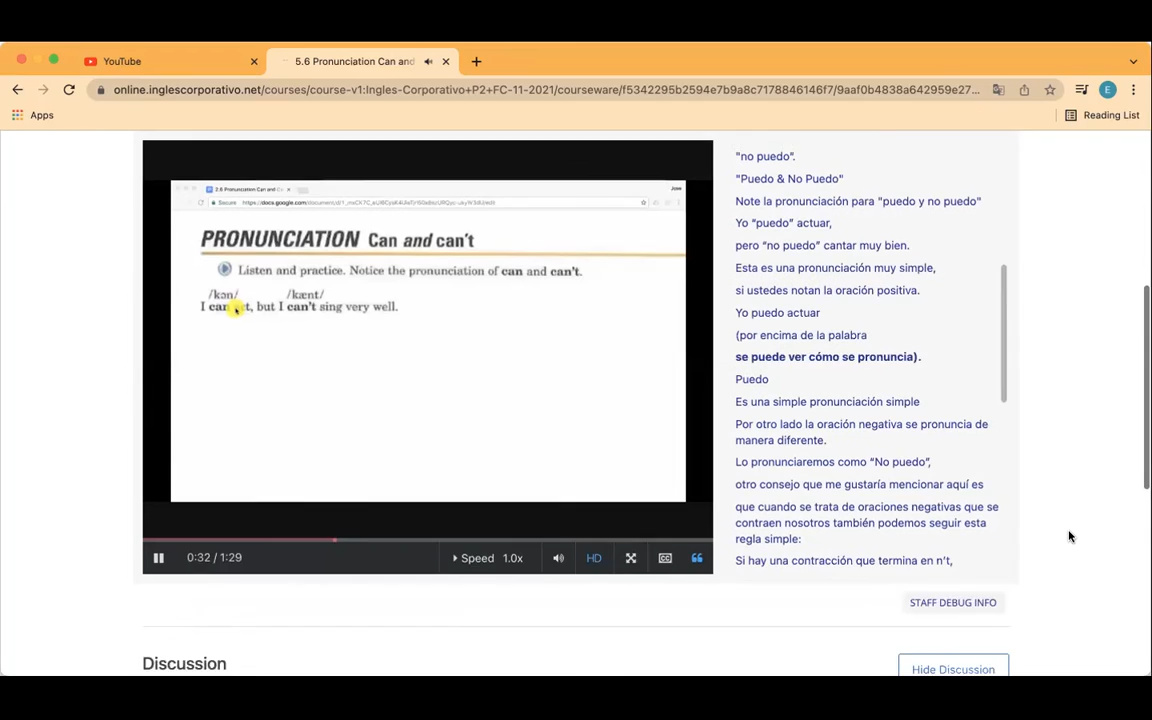 YouTube
5.6 Pronunciation Can and
online.inglescorporativo.net/courses/course-v1:Ingles-Corporativo+P2+FC-11-2021/courseware/f5342295b2594e7b9a8c7178846146f7/9aaf0b4838a642959e27...
E
Apps
Reading List
Secure
PRONUNCIATION Can and can't
Listen and practice. Notice the pronunciation of can and can't.
/kən/ /kænt/
I can act, but I can't sing very well.
0:32 / 1:29
Speed 1.0x
HD
CC
"no puedo".
"Puedo & No Puedo"
Note la pronunciación para "puedo y no puedo"
Yo “puedo” actuar,
pero “no puedo” cantar muy bien.
Esta es una pronunciación muy simple,
si ustedes notan la oración positiva.
Yo puedo actuar
(por encima de la palabra
se puede ver cómo se pronuncia).
Puedo
Es una simple pronunciación simple
Por otro lado la oración negativa se pronuncia de
manera diferente.
Lo pronunciaremos como “No puedo”,
otro consejo que me gustaría mencionar aquí es
que cuando se trata de oraciones negativas que se
contraen nosotros también podemos seguir esta
regla simple:
Si hay una contracción que termina en n't,
STAFF DEBUG INFO
Discussion
Hide Discussion